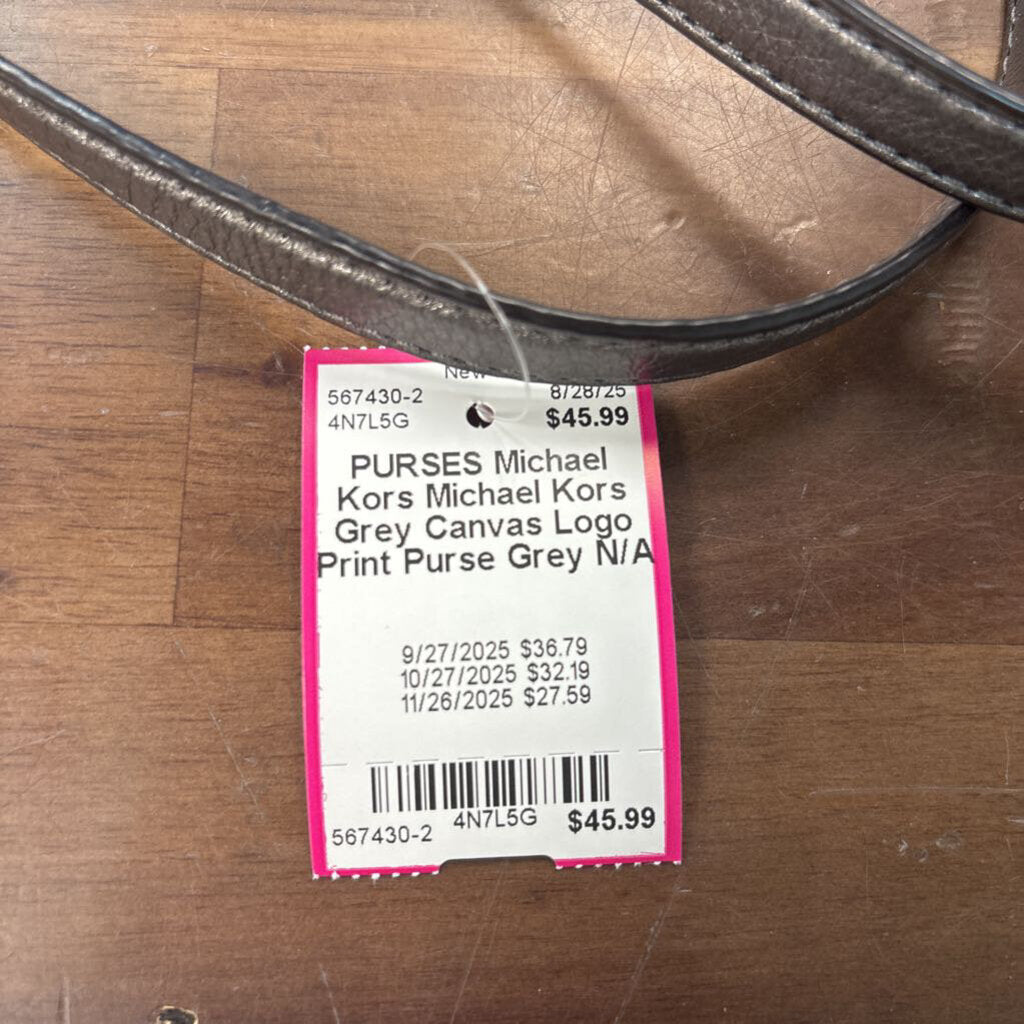 New
567430-2 8/28/25
4N7L5G $45.99
PURSES Michael
Kors Michael Kors
Grey Canvas Logo
Print Purse Grey N/A
9/27/2025 $36.79
10/27/2025 $32.19
11/26/2025 $27.59
4N7L5G $45.99
567430-2